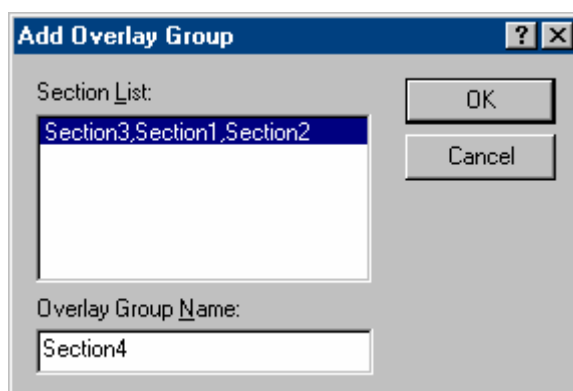 Add Overlay Group
Section List:
Section3,Section1,Section2
OK
Cancel
Overlay Group Name:
Section4